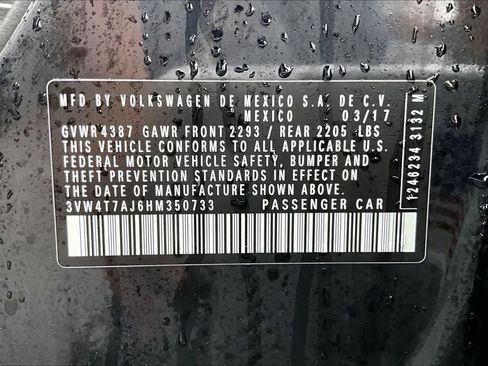 MFD BY VOLKSWAGEN DE MEXICO S.A. DE C.V.
MEXICO 03/17
GVWR 4387 GAWR FRONT 2293 / REAR 2205 LBS
THIS VEHICLE CONFORMS TO ALL APPLICABLE U.S.
FEDERAL MOTOR VEHICLE SAFETY, BUMPER AND
THEFT PREVENTION STANDARDS IN EFFECT ON
THE DATE OF MANUFACTURE SHOWN ABOVE.
3VW4T7AJ6HM350733 PASSENGER CAR
1-246234 3132 M